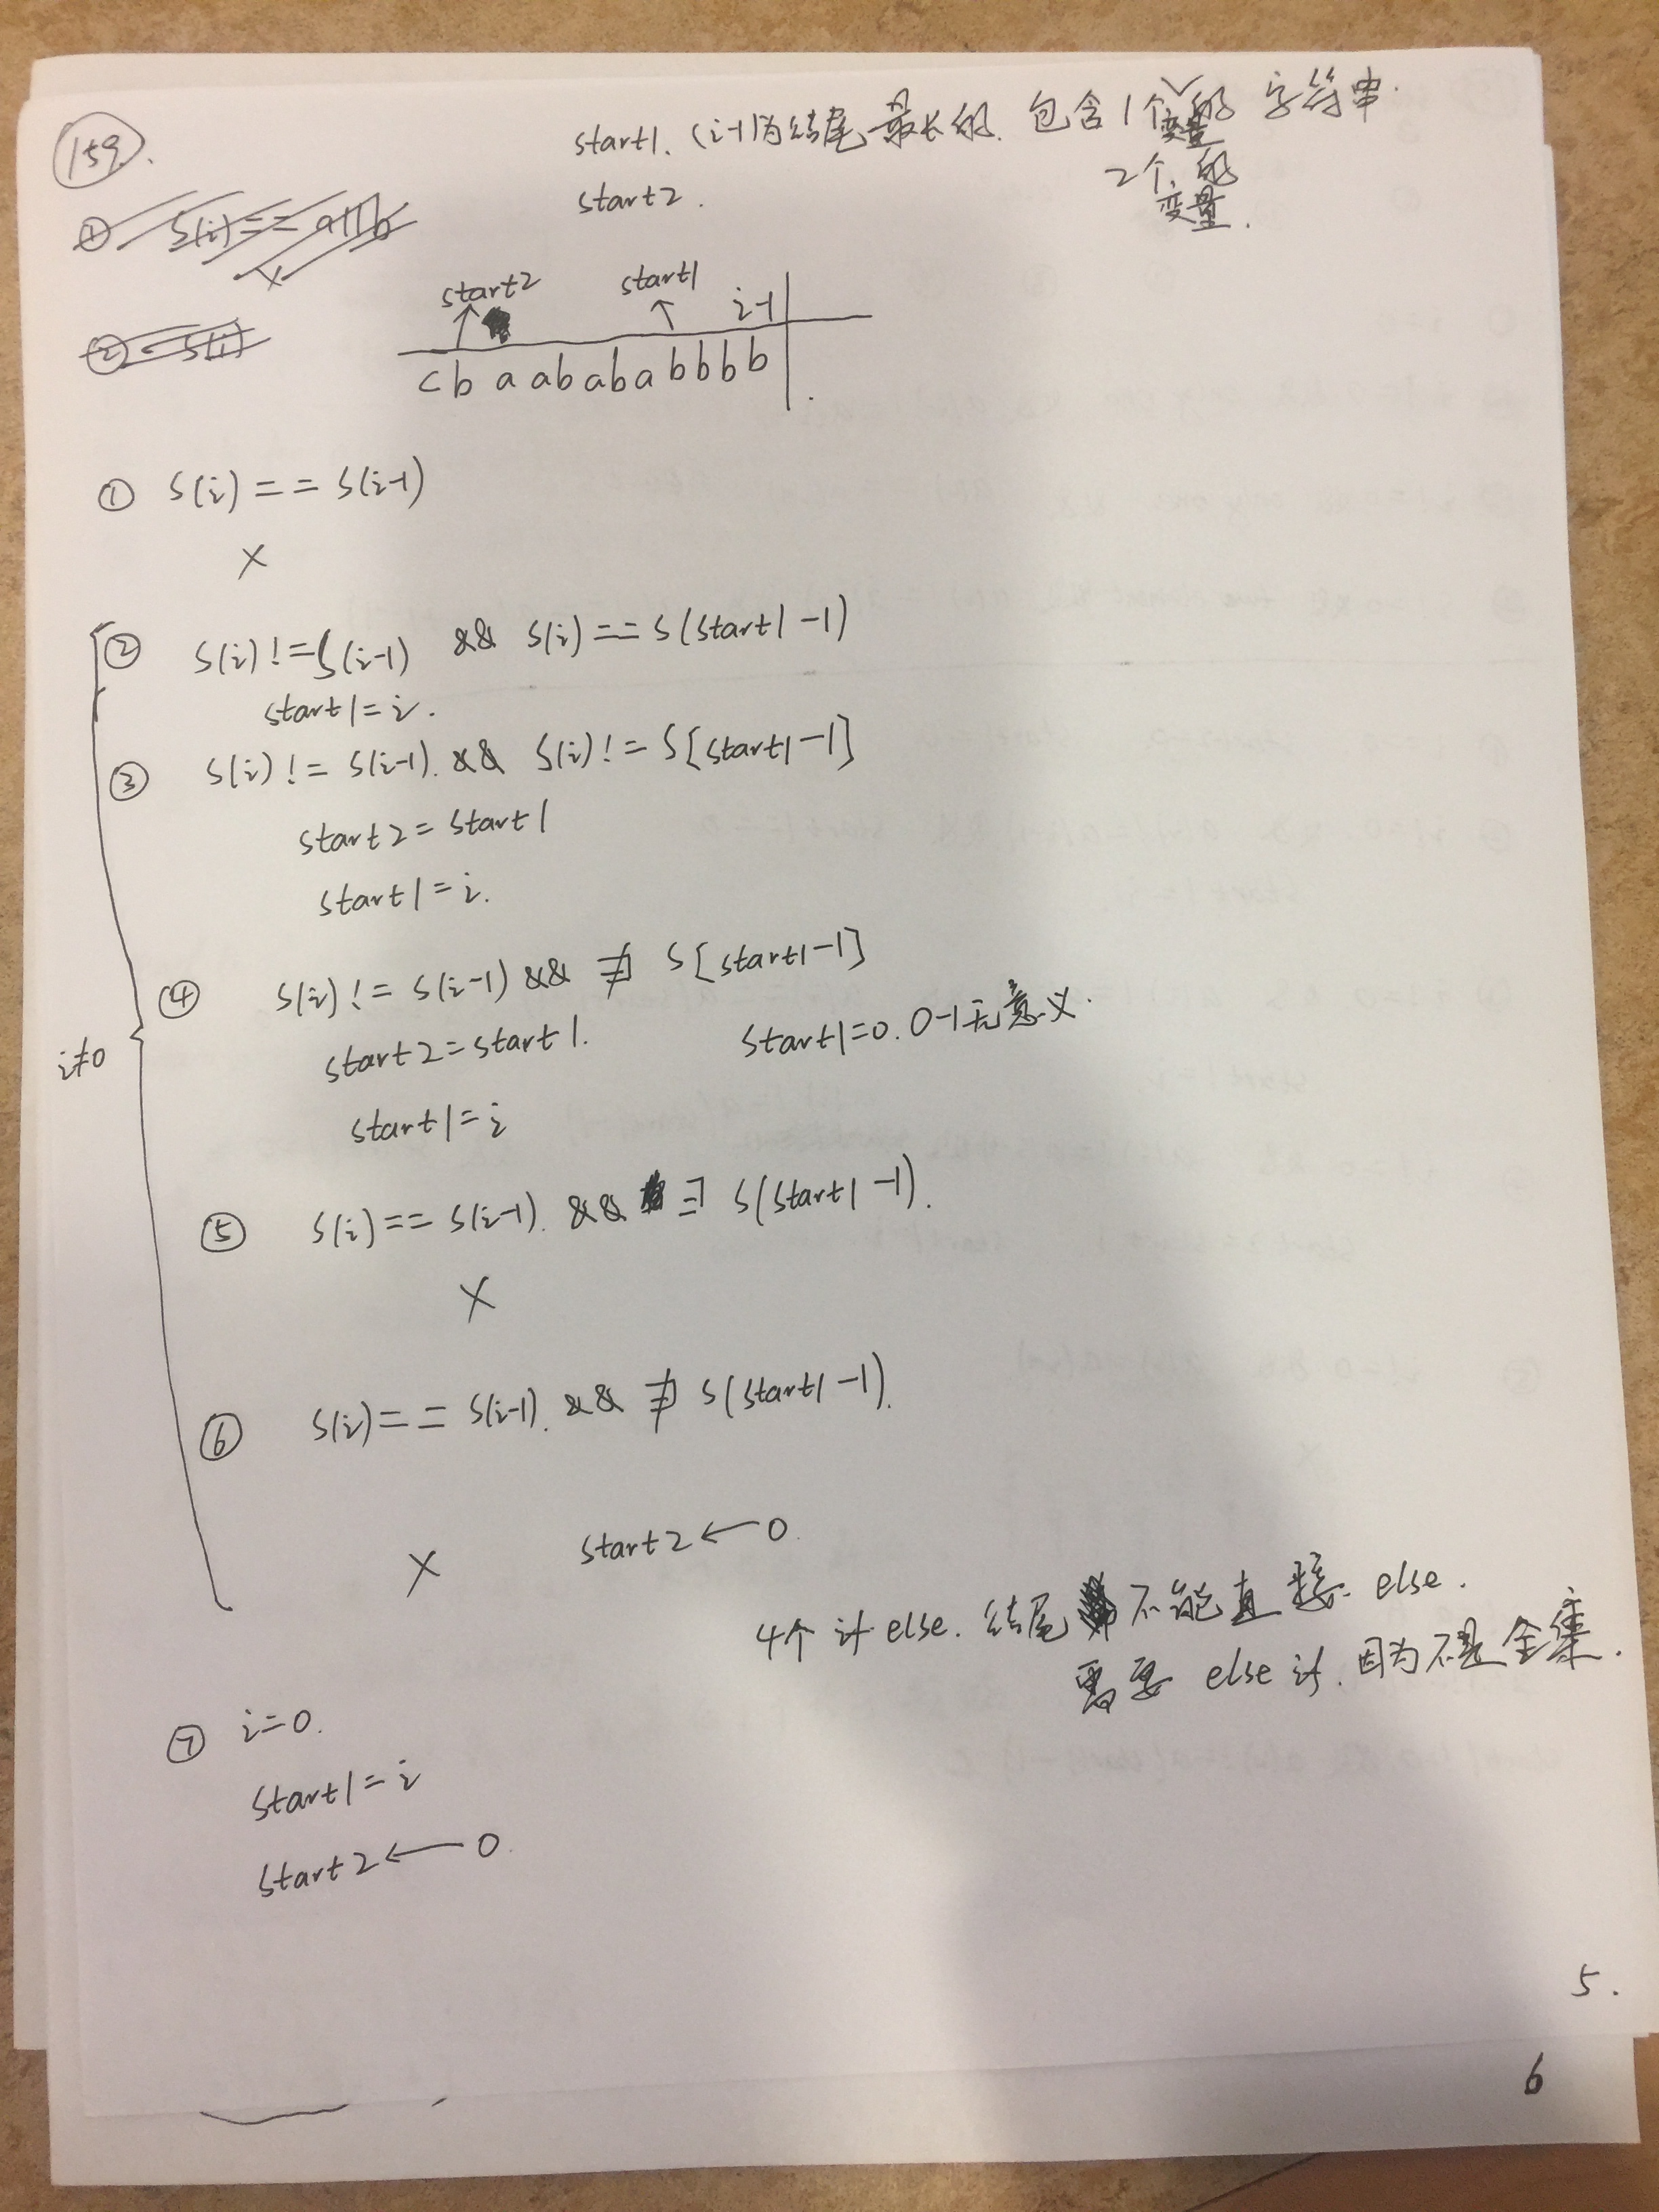 159.
start1. (i-1)为结尾最长的 包含1个变量的 字符串.
start2. 2个变量的.
① S(i)==a||b
X
② S(i)
start2 start1 i-1
c b a ab aba b b b b
① S(i)==S(i-1)
X
② S(i)!=S(i-1) && S(i)==S(start1-1)
start1=i.
③ S(i)!=S(i-1). && S(i)!=S[start1-1]
start2=start1
start1=i.
④ S(i)!=S(i-1) && ∄ S[start1-1]
start2=start1. start1=0. 0-1无意义.
i≠0
start1=i
⑤ S(i)==S(i-1). && ∃ S(start1-1).
X
⑥ S(i)==S(i-1). && ∄ S(start1-1).
X start2←0.
4个 if else. 结尾不能直接 else.
需要 else if. 因为不是全集.
⑦ i=0.
start1=i
start2←0.
5.
6